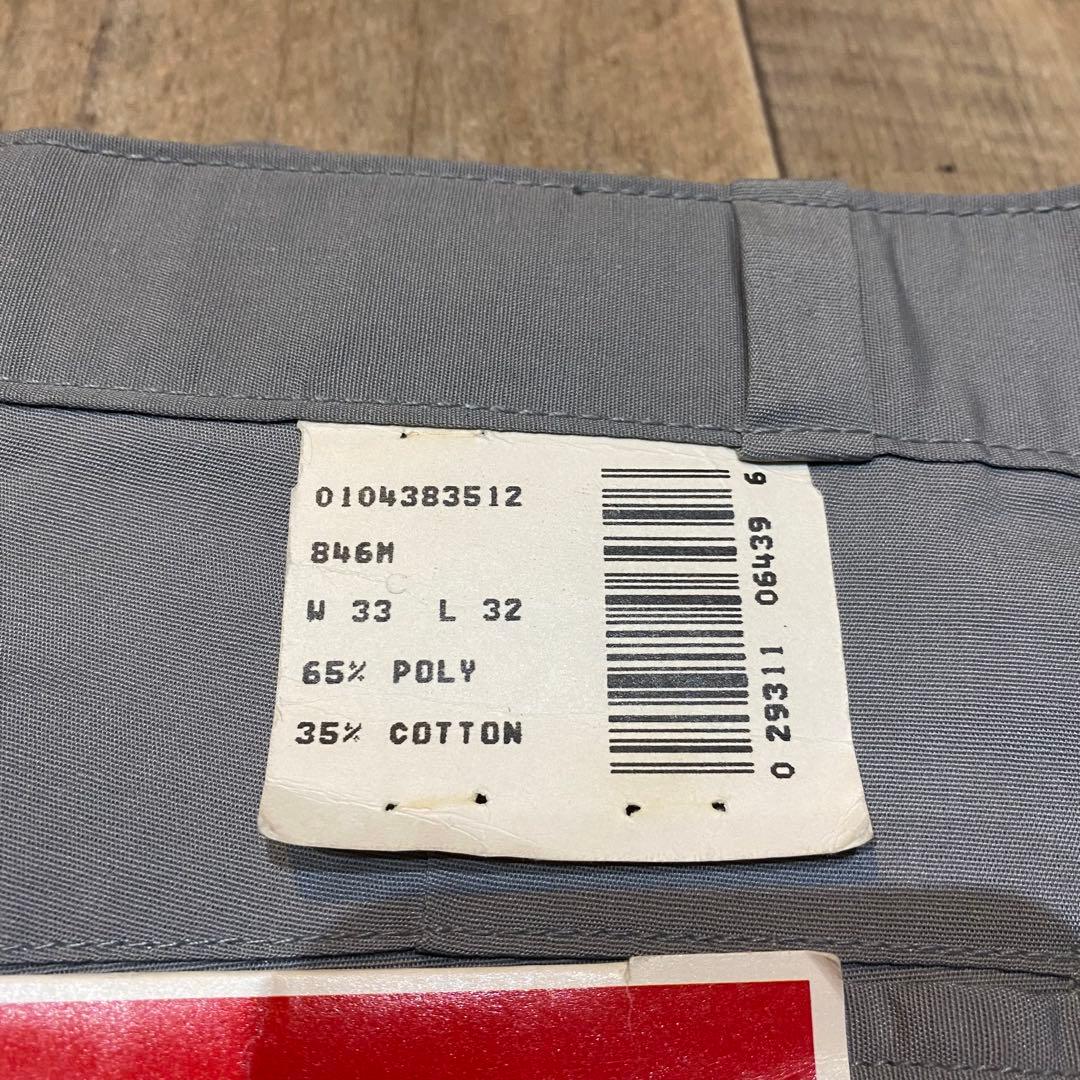 0104383512
846M
W 33 L 32
65% POLY
35% COTTON
0 29311 06439 6